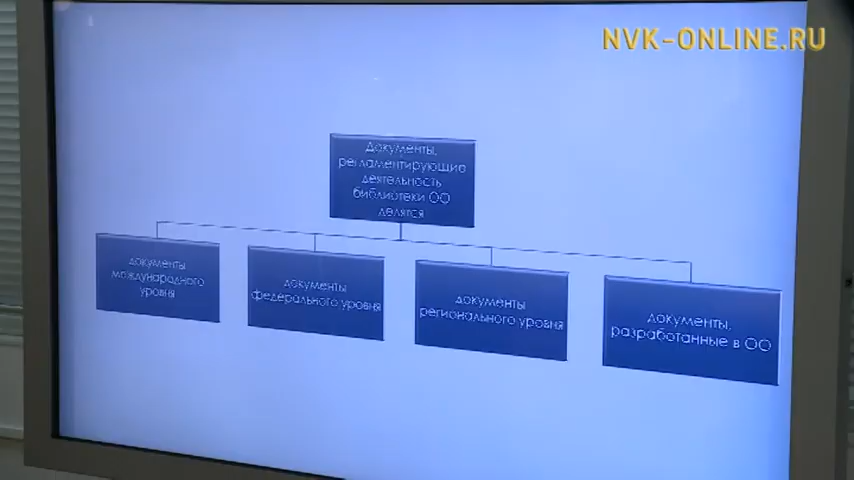 NVK-ONLINE.RU
Документы,
регламентирующие
деятельность
библиотеки ОО
делятся
документы
международного
уровня
документы
федерального уровня
документы
регионального уровня
документы,
разработанные в ОО